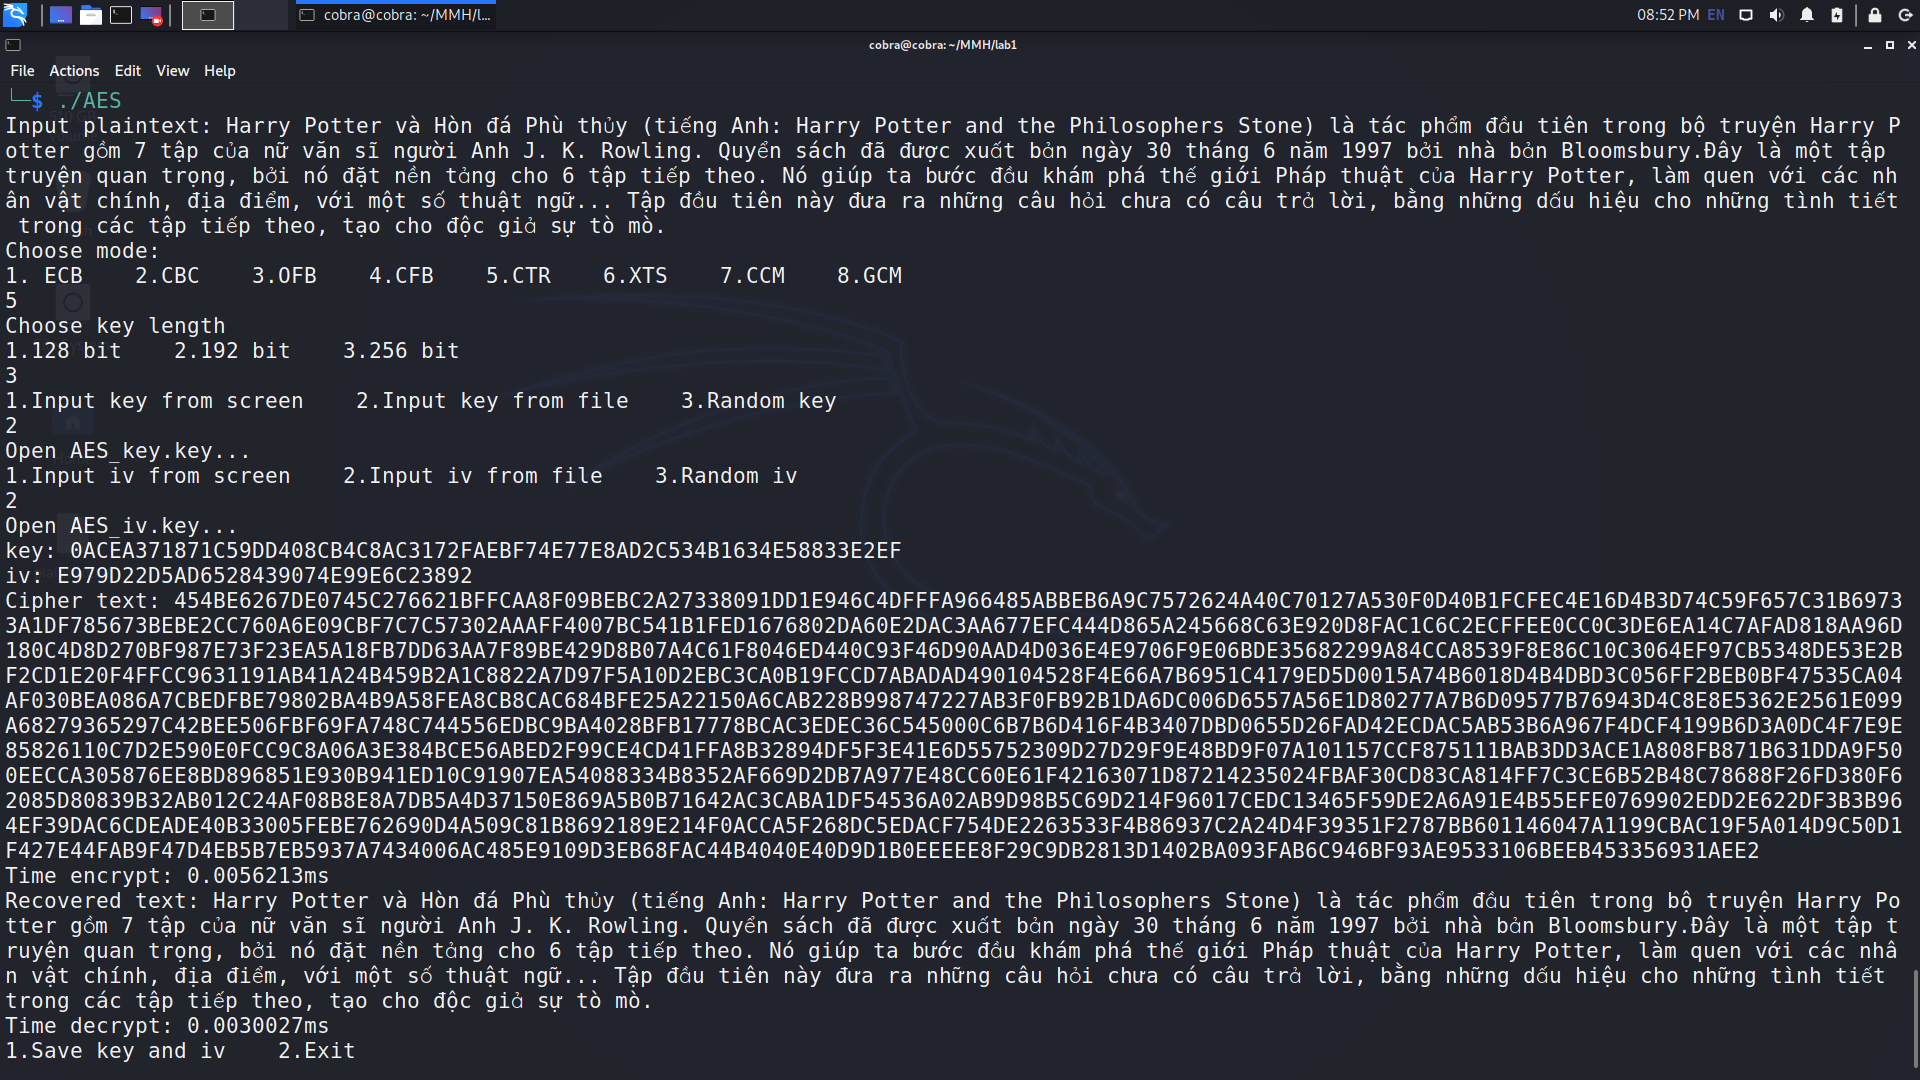 cobra@cobra: ~/MMH/l...
08:52 PM EN
cobra@cobra: ~/MMH/lab1
File Actions Edit View Help
└─$ ./AES
Input plaintext: Harry Potter và Hòn đá Phù thủy (tiếng Anh: Harry Potter and the Philosophers Stone) là tác phẩm đầu tiên trong bộ truyện Harry P
otter gồm 7 tập của nữ văn sĩ người Anh J. K. Rowling. Quyển sách đã được xuất bản ngày 30 tháng 6 năm 1997 bởi nhà bản Bloomsbury.Đây là một tập
truyện quan trọng, bởi nó đặt nền tảng cho 6 tập tiếp theo. Nó giúp ta bước đầu khám phá thế giới Pháp thuật của Harry Potter, làm quen với các nh
ân vật chính, địa điểm, với một số thuật ngữ... Tập đầu tiên này đưa ra những câu hỏi chưa có câu trả lời, bằng những dấu hiệu cho những tình tiết
 trong các tập tiếp theo, tạo cho độc giả sự tò mò.
Choose mode:
1. ECB    2.CBC    3.OFB    4.CFB    5.CTR    6.XTS    7.CCM    8.GCM
5
Choose key length
1.128 bit    2.192 bit    3.256 bit
3
1.Input key from screen    2.Input key from file    3.Random key
2
Open AES_key.key...
1.Input iv from screen    2.Input iv from file    3.Random iv
2
Open AES_iv.key...
key: 0ACEA371871C59DD408CB4C8AC3172FAEBF74E77E8AD2C534B1634E58833E2EF
iv: E979D22D5AD6528439074E99E6C23892
Cipher text: 454BE6267DE0745C276621BFFCAA8F09BEBC2A27338091DD1E946C4DFFFA966485ABBEB6A9C7572624A40C70127A530F0D40B1FCFEC4E16D4B3D74C59F657C31B6973
3A1DF785673BEBE2CC760A6E09CBF7C7C57302AAAFF4007BC541B1FED1676802DA60E2DAC3AA677EFC444D865A245668C63E920D8FAC1C6C2ECFFEE0CC0C3DE6EA14C7AFAD818AA96D
180C4D8D270BF987E73F23EA5A18FB7DD63AA7F89BE429D8B07A4C61F8046ED440C93F46D90AAD4D036E4E9706F9E06BDE35682299A84CCA8539F8E86C10C3064EF97CB5348DE53E2B
F2CD1E20F4FFCC9631191AB41A24B459B2A1C8822A7D97F5A10D2EBC3CA0B19FCCD7ABADAD490104528F4E66A7B6951C4179ED5D0015A74B6018D4B4DBD3C056FF2BEB0BF47535CA04
AF030BEA086A7CBEDFBE79802BA4B9A58FEA8CB8CAC684BFE25A22150A6CAB228B998747227AB3F0FB92B1DA6DC006D6557A56E1D80277A7B6D09577B76943D4C8E8E5362E2561E099
A68279365297C42BEE506FBF69FA748C744556EDBC9BA4028BFB17778BCAC3EDEC36C545000C6B7B6D416F4B3407DBD0655D26FAD42ECDAC5AB53B6A967F4DCF4199B6D3A0DC4F7E9E
85826110C7D2E590E0FCC9C8A06A3E384BCE56ABED2F99CE4CD41FFA8B32894DF5F3E41E6D55752309D27D29F9E48BD9F07A101157CCF875111BAB3DD3ACE1A808FB871B631DDA9F50
0EECCA305876EE8BD896851E930B941ED10C91907EA54088334B8352AF669D2DB7A977E48CC60E61F42163071D87214235024FBAF30CD83CA814FF7C3CE6B52B48C78688F26FD380F6
2085D80839B32AB012C24AF08B8E8A7DB5A4D37150E869A5B0B71642AC3CABA1DF54536A02AB9D98B5C69D214F96017CEDC13465F59DE2A6A91E4B55EFE0769902EDD2E622DF3B3B96
4EF39DAC6CDEADE40B33005FEBE762690D4A509C81B8692189E214F0ACCA5F268DC5EDACF754DE2263533F4B86937C2A24D4F39351F2787BB601146047A1199CBAC19F5A014D9C50D1
F427E44FAB9F47D4EB5B7EB5937A7434006AC485E9109D3EB68FAC44B4040E40D9D1B0EEEEE8F29C9DB2813D1402BA093FAB6C946BF93AE9533106BEEB453356931AEE2
Time encrypt: 0.0056213ms
Recovered text: Harry Potter và Hòn đá Phù thủy (tiếng Anh: Harry Potter and the Philosophers Stone) là tác phẩm đầu tiên trong bộ truyện Harry Po
tter gồm 7 tập của nữ văn sĩ người Anh J. K. Rowling. Quyển sách đã được xuất bản ngày 30 tháng 6 năm 1997 bởi nhà bản Bloomsbury.Đây là một tập t
ruyện quan trọng, bởi nó đặt nền tảng cho 6 tập tiếp theo. Nó giúp ta bước đầu khám phá thế giới Pháp thuật của Harry Potter, làm quen với các nhâ
n vật chính, địa điểm, với một số thuật ngữ... Tập đầu tiên này đưa ra những câu hỏi chưa có câu trả lời, bằng những dấu hiệu cho những tình tiết
trong các tập tiếp theo, tạo cho độc giả sự tò mò.
Time decrypt: 0.0030027ms
1.Save key and iv    2.Exit